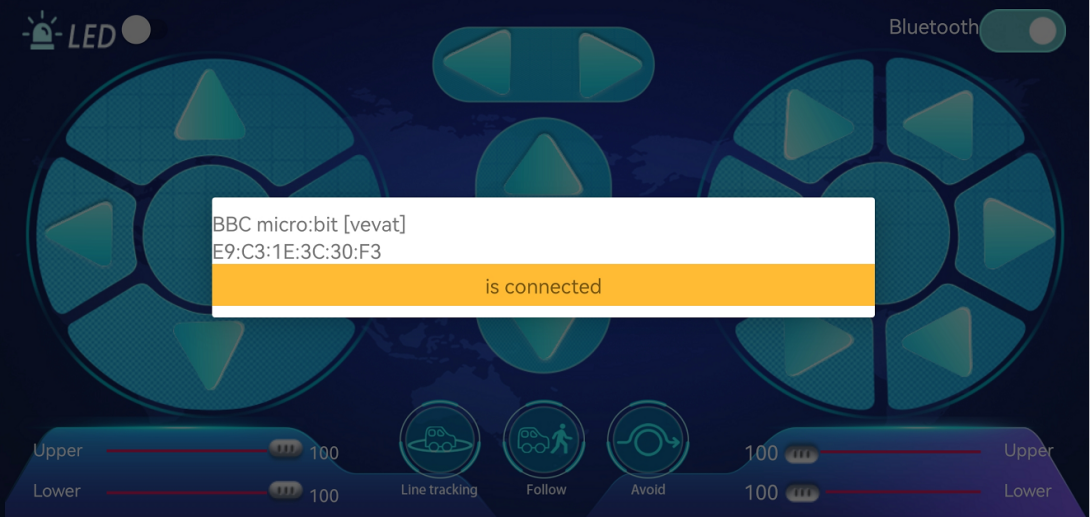 LED
Bluetooth
BBC micro:bit [vevat]
E9:C3:1E:3C:30:F3
is connected
Upper 100
Lower 100
Line tracking
Follow
Avoid
100 Upper
100 Lower